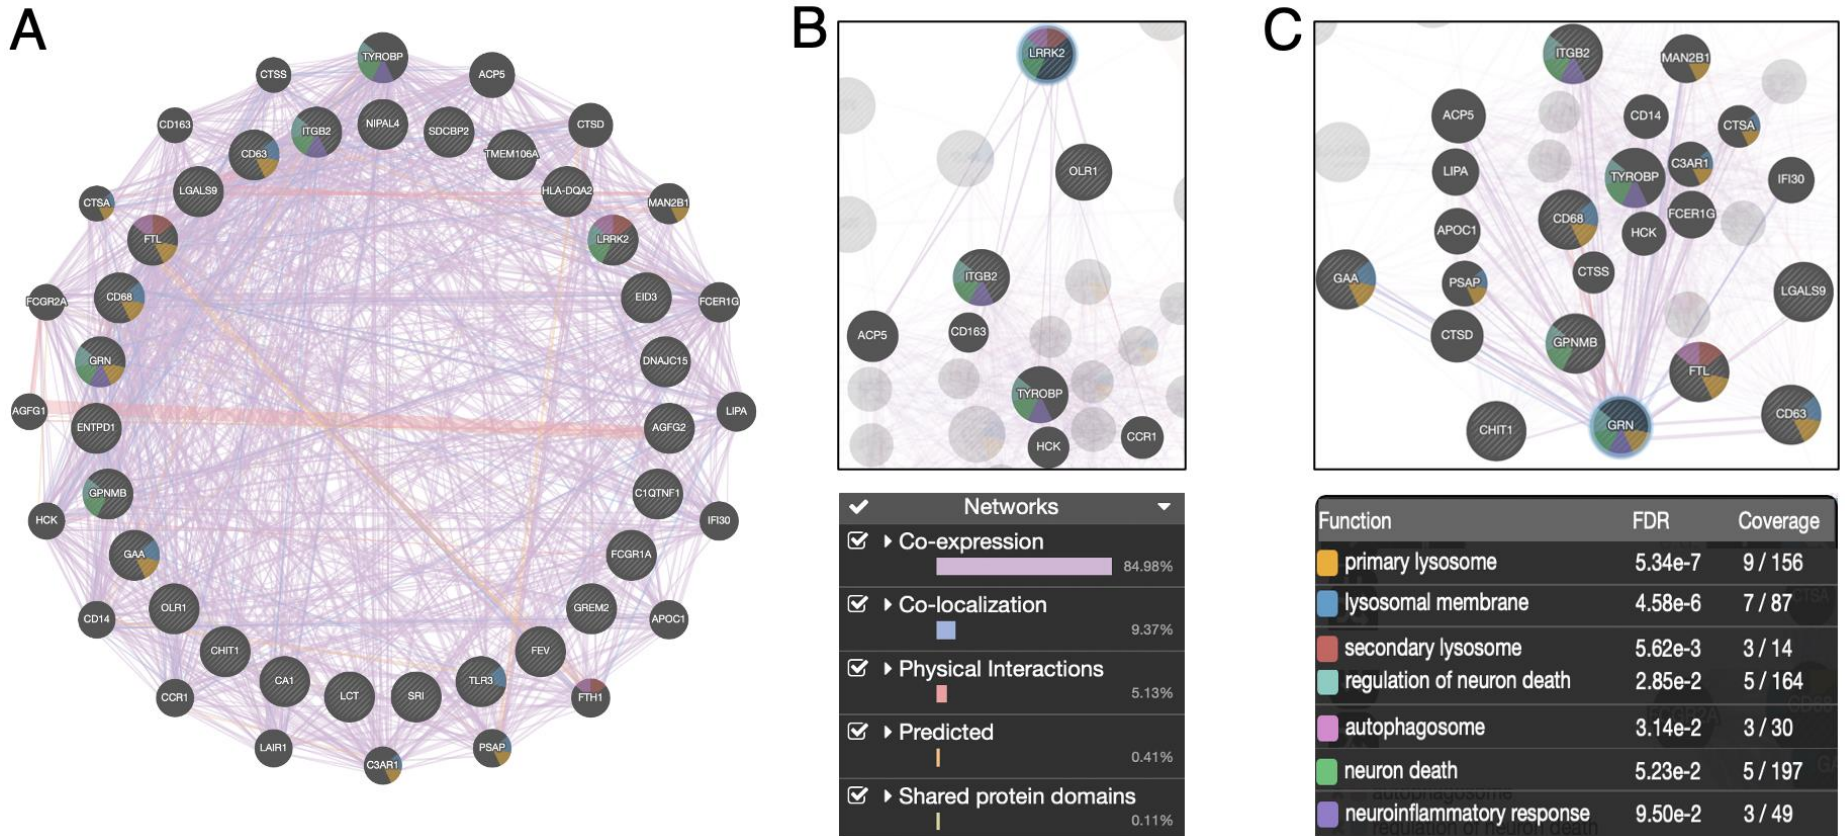 A
TYROBP
CTSS
ACP5
CD163
ITGB2
NIPAL4
SDCBP2
CTSD
CD63
TMEM106A
LGALS9
HLA-DQA2
CTSA
MAN2B1
FTL
LRRK2
FCGR2A
CD68
EID3
FCER1G
GRN
DNAJC15
AGFG1
ENTPD1
AGFG2
LIPA
GPNMB
C1QTNF1
HCK
IFI30
GAA
FCGR1A
CD14
OLR1
GREM2
APOC1
CHIT1
FEV
CA1
LCT
SRI
TLR3
CCR1
FTH1
LAIR1
C3AR1
PSAP
B
LRRK2
OLR1
ITGB2
ACP5
CD163
TYROBP
HCK
CCR1
Networks
Co-expression
84.98%
Co-localization
9.37%
Physical Interactions
5.13%
Predicted
0.41%
Shared protein domains
0.11%
C
ITGB2
MAN2B1
ACP5
CD14
CTSA
LIPA
TYROBP
C3AR1
IFI30
APOC1
CD68
HCK
FCER1G
GAA
PSAP
CTSS
LGALS9
CTSD
GPNMB
FTL
CHIT1
GRN
CD63
Function FDR Coverage
primary lysosome 5.34e-7 9 / 156
lysosomal membrane 4.58e-6 7 / 87
secondary lysosome 5.62e-3 3 / 14
regulation of neuron death 2.85e-2 5 / 164
autophagosome 3.14e-2 3 / 30
neuron death 5.23e-2 5 / 197
neuroinflammatory response 9.50e-2 3 / 49